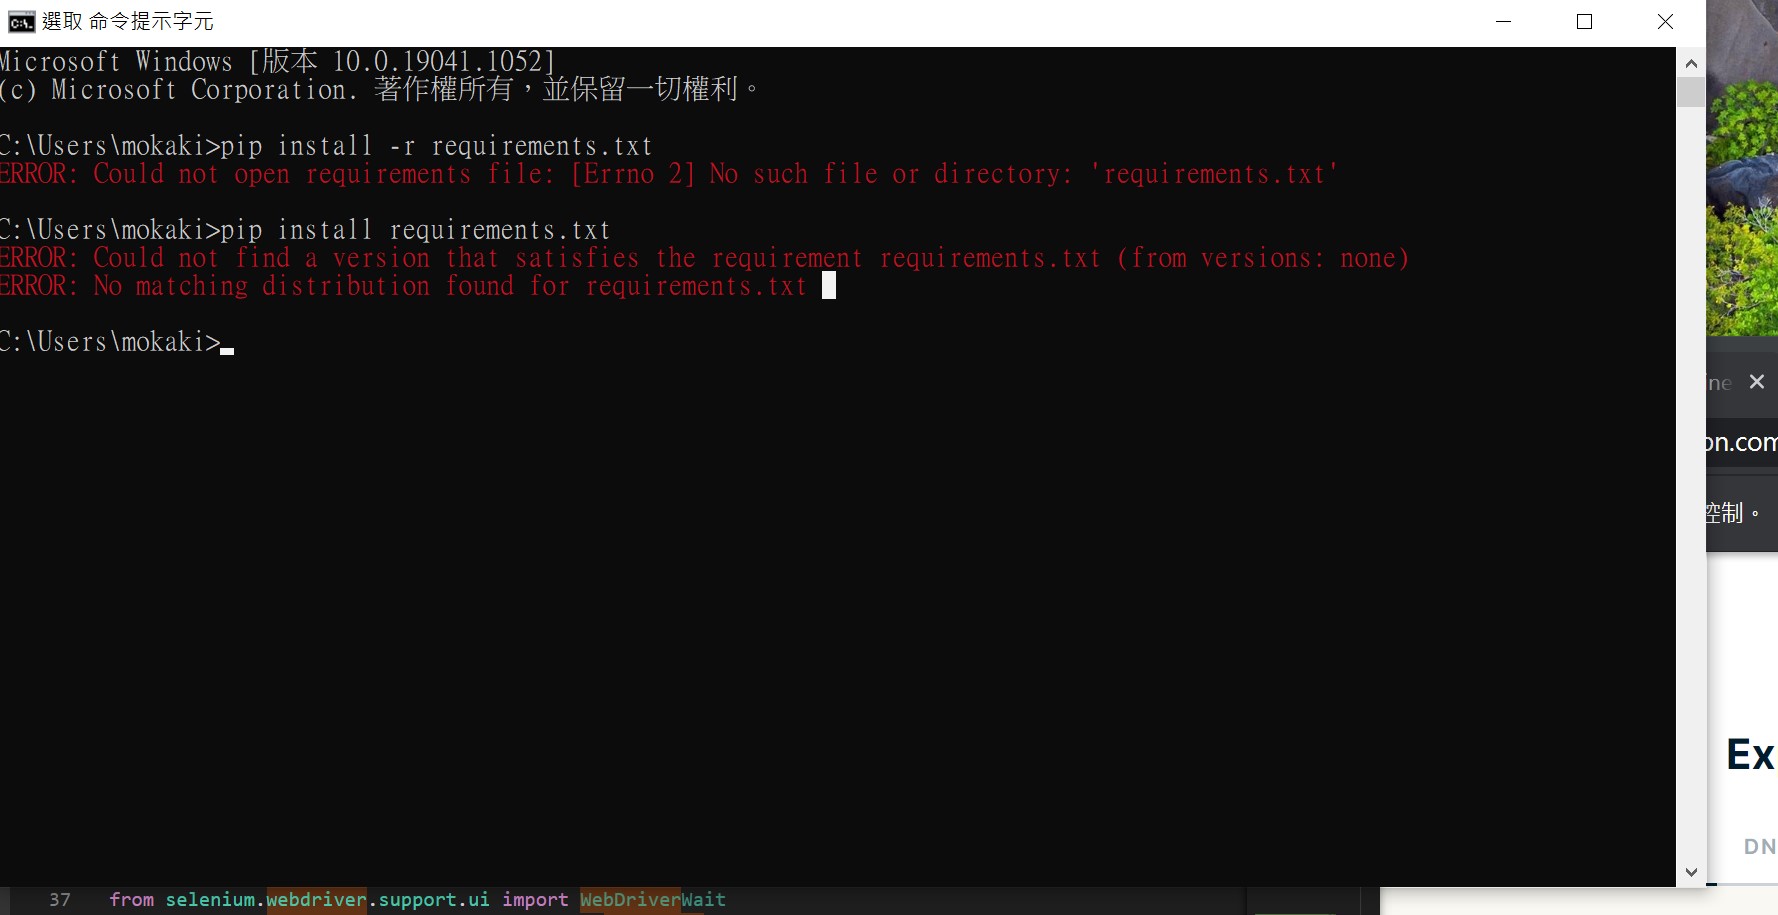 選取 命令提示字元
Microsoft Windows [版本 10.0.19041.1052]
(c) Microsoft Corporation. 著作權所有，並保留一切權利。
C:\Users\mokaki>pip install -r requirements.txt
ERROR: Could not open requirements file: [Errno 2] No such file or directory: 'requirements.txt'
C:\Users\mokaki>pip install requirements.txt
ERROR: Could not find a version that satisfies the requirement requirements.txt (from versions: none)
ERROR: No matching distribution found for requirements.txt
C:\Users\mokaki>
ine
on.com
控制。
Ex
DN
37 from selenium.webdriver.support.ui import WebDriverWait